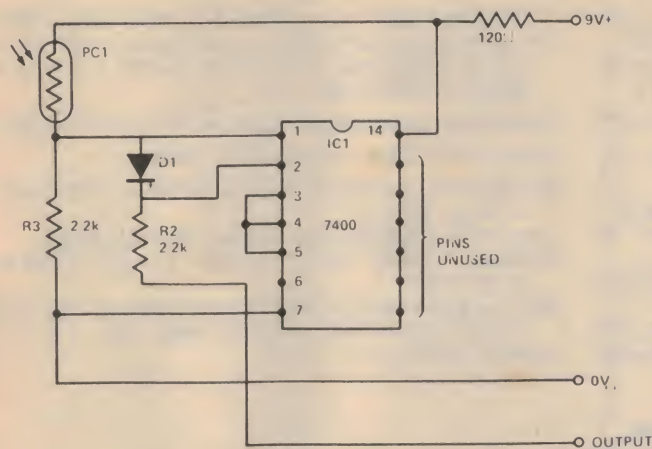 9V+
120Ω
PC1
1 14
IC1
D1
2
3
R3 2.2k
R2
2.2k
4
7400
5
PINS
UNUSED
6
7
0V
OUTPUT